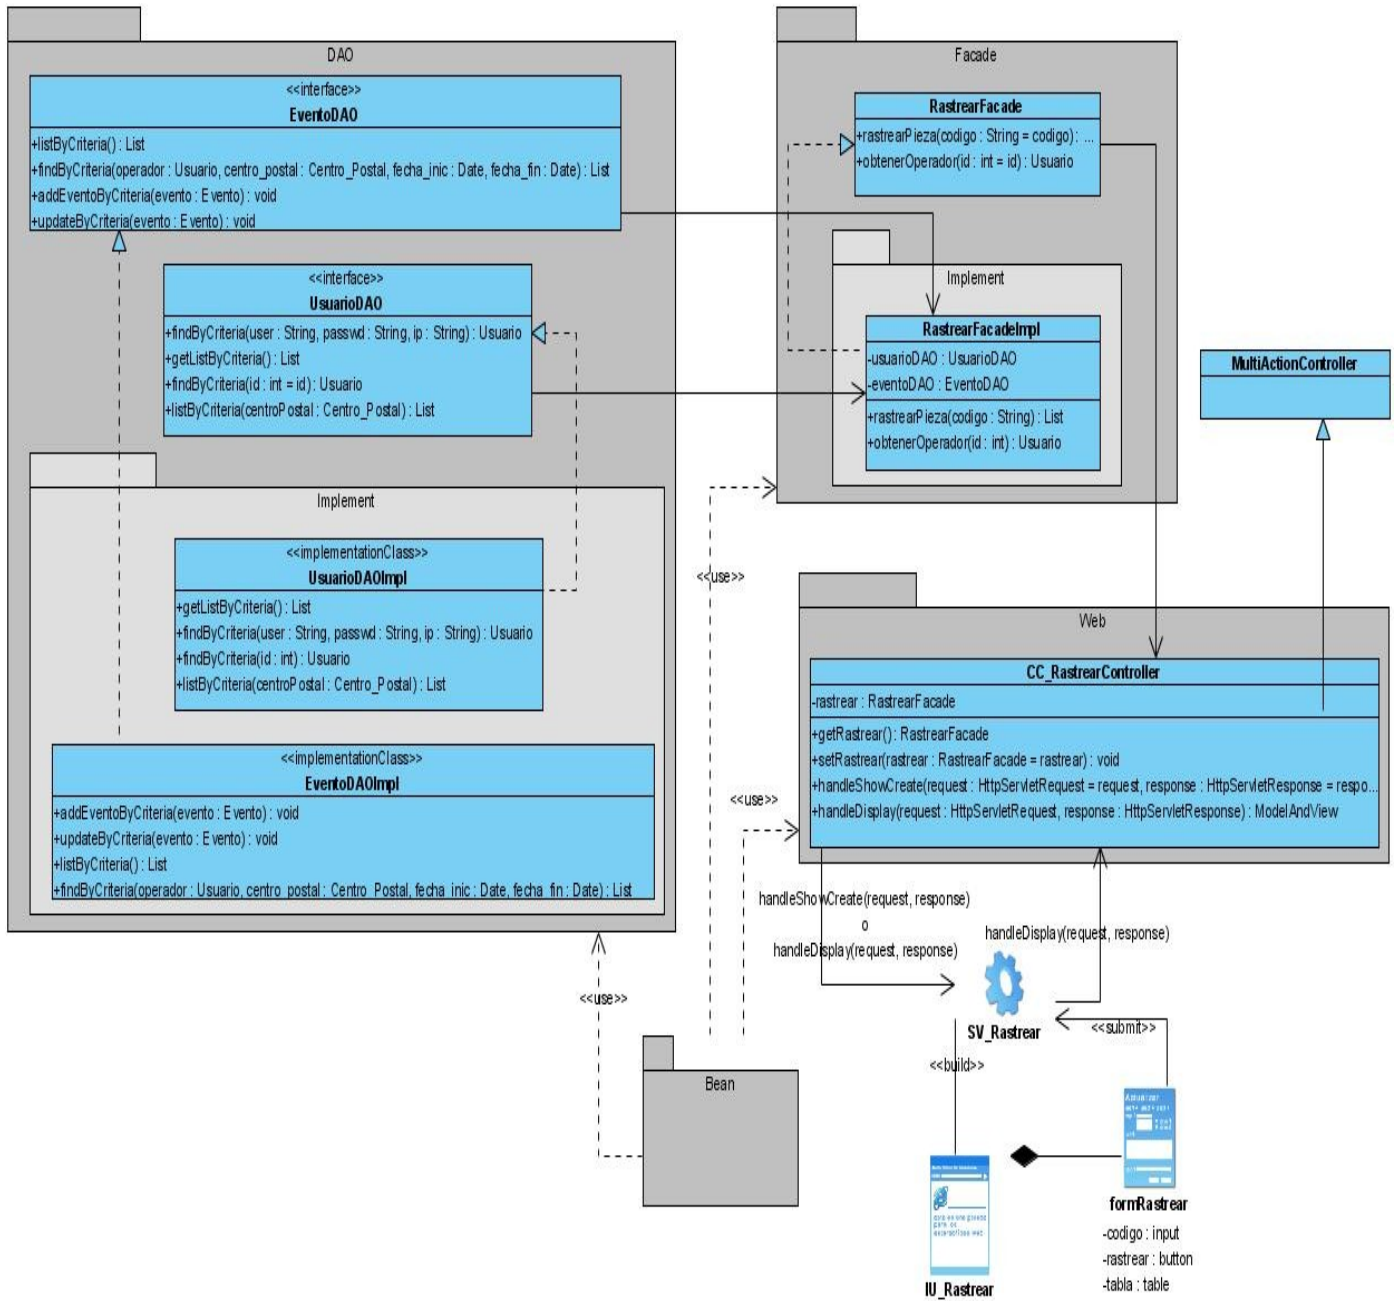 DAO
<<interface>>
EventoDAO
+listByCriteria() : List
+findByCriteria(operador : Usuario, centro_postal : Centro_Postal, fecha_inic : Date, fecha_fin : Date) : List
+addEventoByCriteria(evento : Evento) : void
+updateByCriteria(evento : Evento) : void
<<interface>>
UsuarioDAO
+findByCriteria(user : String, passwd : String, ip : String) : Usuario
+getListByCriteria() : List
+findByCriteria(id : int = id) : Usuario
+listByCriteria(centroPostal : Centro_Postal) : List
Implement
<<implementationClass>>
UsuarioDAOImpl
+getListByCriteria() : List
+findByCriteria(user : String, passwd : String, ip : String) : Usuario
+findByCriteria(id : int) : Usuario
+listByCriteria(centroPostal : Centro_Postal) : List
<<implementationClass>>
EventoDAOImpl
+addEventoByCriteria(evento : Evento) : void
+updateByCriteria(evento : Evento) : void
+listByCriteria() : List
+findByCriteria(operador : Usuario, centro_postal : Centro_Postal, fecha_inic : Date, fecha_fin : Date) : List
Facade
RastrearFacade
+rastrearPieza(codigo : String = codigo) : ...
+obtenerOperador(id : int = id) : Usuario
Implement
RastrearFacadeImpl
-usuarioDAO : UsuarioDAO
-eventoDAO : EventoDAO
+rastrearPieza(codigo : String) : List
+obtenerOperador(id : int) : Usuario
MultiActionController
<<use>>
Web
CC_RastrearController
-rastrear : RastrearFacade
+getRastrear() : RastrearFacade
+setRastrear(rastrear : RastrearFacade = rastrear) : void
+handleShowCreate(request : HttpServletRequest = request, response : HttpServletResponse = respo...
+handleDisplay(request : HttpServletRequest, response : HttpServletResponse) : ModelAndView
<<use>>
handleShowCreate(request, response)
o
handleDisplay(request, response)
handleDisplay(request, response)
<<use>>
SV_Rastrear
<<submit>>
<<build>>
Bean
IU_Rastrear
formRastrear
-codigo : input
-rastrear : button
-tabla : table